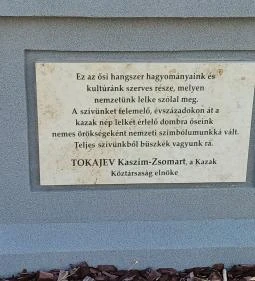 Ez az ősi hangszer hagyományaink és
kultúránk szerves része, melyen
nemzetünk lelke szólal meg.
A szívünket felemelő, évszázadokon át a
kazak nép lelkét érlelő dombra őseink
nemes örökségeként nemzeti szimbólumunkká vált.
Teljes szívünkből büszkék vagyunk rá.
TOKAJEV Kaszim-Zsomart, a Kazak
Köztársaság elnöke